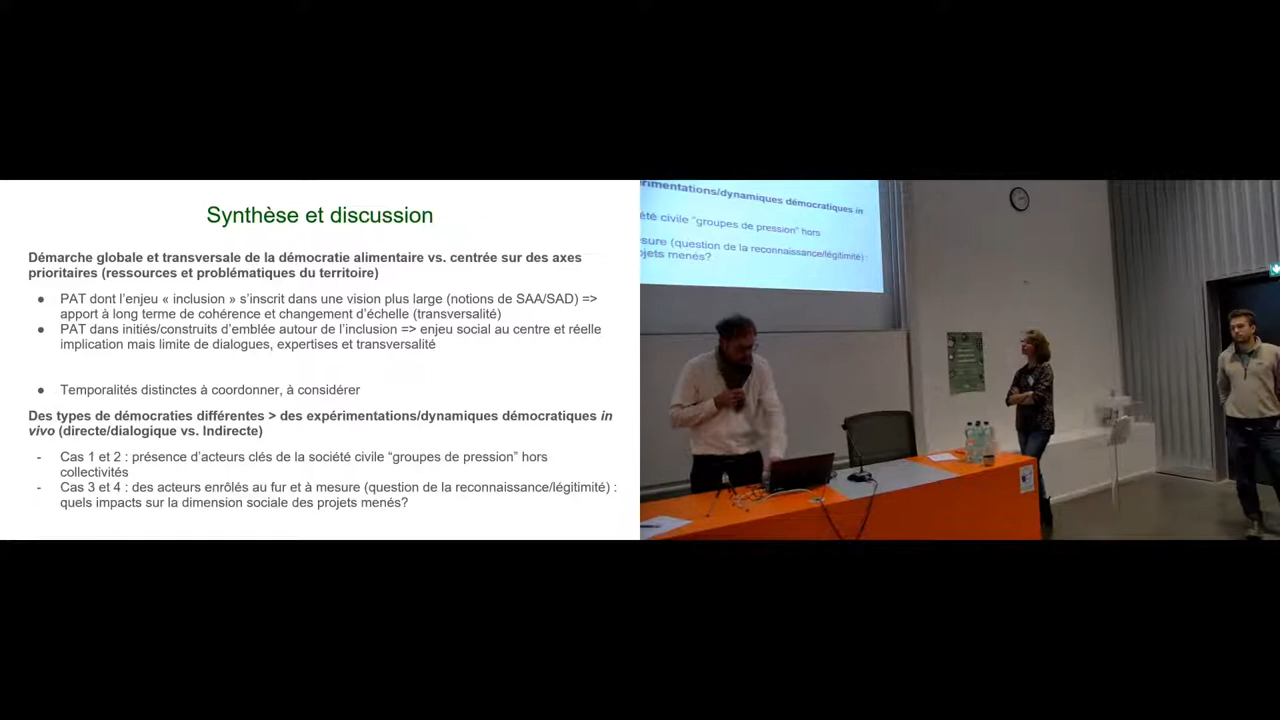 Synthèse et discussion
Démarche globale et transversale de la démocratie alimentaire vs. centrée sur des axes
prioritaires (ressources et problématiques du territoire)
● PAT dont l'enjeu « inclusion » s'inscrit dans une vision plus large (notions de SAA/SAD) =>
apport à long terme de cohérence et changement d'échelle (transversalité)
● PAT dans initiés/construits d'emblée autour de l'inclusion => enjeu social au centre et réelle
implication mais limite de dialogues, expertises et transversalité
● Temporalités distinctes à coordonner, à considérer
Des types de démocraties différentes > des expérimentations/dynamiques démocratiques in
vivo (directe/dialogique vs. Indirecte)
- Cas 1 et 2 : présence d'acteurs clés de la société civile "groupes de pression" hors
collectivités
- Cas 3 et 4 : des acteurs enrôlés au fur et à mesure (question de la reconnaissance/légitimité) :
quels impacts sur la dimension sociale des projets menés?
rimentations/dynamiques démocratiques in
été civile "groupes de pression" hors
sure (question de la reconnaissance/légitimité) :
ojets menés?